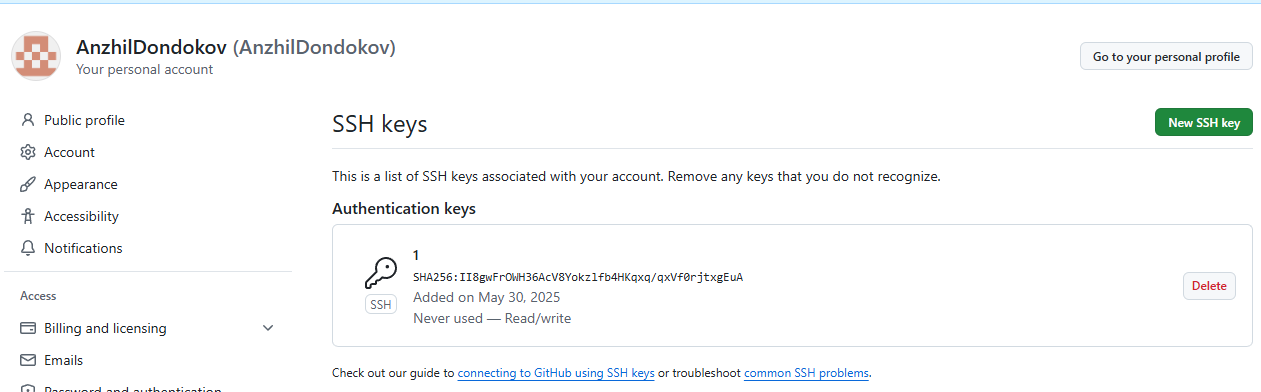 AnzhilDondokov (AnzhilDondokov)
Your personal account
Go to your personal profile
Public profile
Account
Appearance
Accessibility
Notifications
Access
Billing and licensing
Emails
Password and authentication
SSH keys
New SSH key
This is a list of SSH keys associated with your account. Remove any keys that you do not recognize.
Authentication keys
SSH
1
SHA256:II8gwFrOWH36AcV8Yokzlfb4HKqxq/qxVf0rjtxgEuA
Added on May 30, 2025
Never used — Read/write
Delete
Check out our guide to connecting to GitHub using SSH keys or troubleshoot common SSH problems.